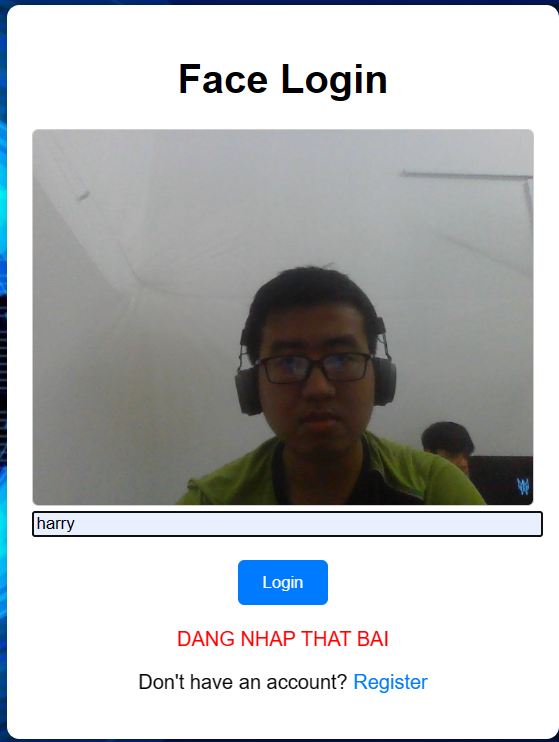 Face Login
harry
Login
DANG NHAP THAT BAI
Don't have an account? Register